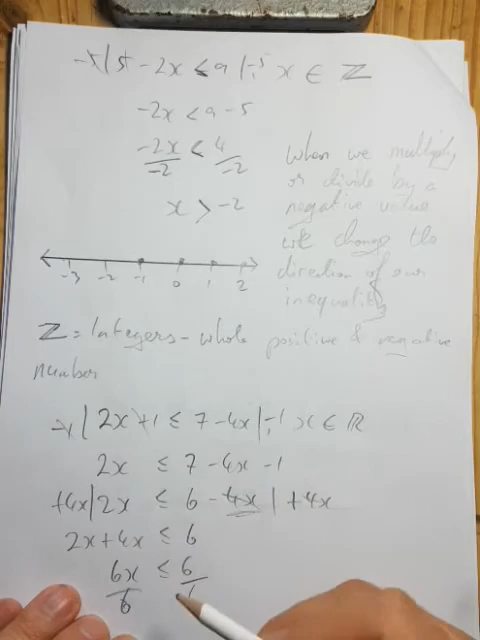 -5| 5 - 2x < 9 |-5 x ∈ ℤ
-2x < 9 - 5
-2x/-2 < 4/-2
x > -2
when we multiply
or divide by a
negative value
we change the
direction of our
inequality
-3 -2 -1 0 1 2
ℤ = Integers - whole positive & negative
number
-1| 2x + 1 ≤ 7 - 4x |-1 x ∈ ℝ
2x ≤ 7 - 4x - 1
+4x| 2x ≤ 6 - 4x | +4x
2x + 4x ≤ 6
6x/6 ≤ 6/